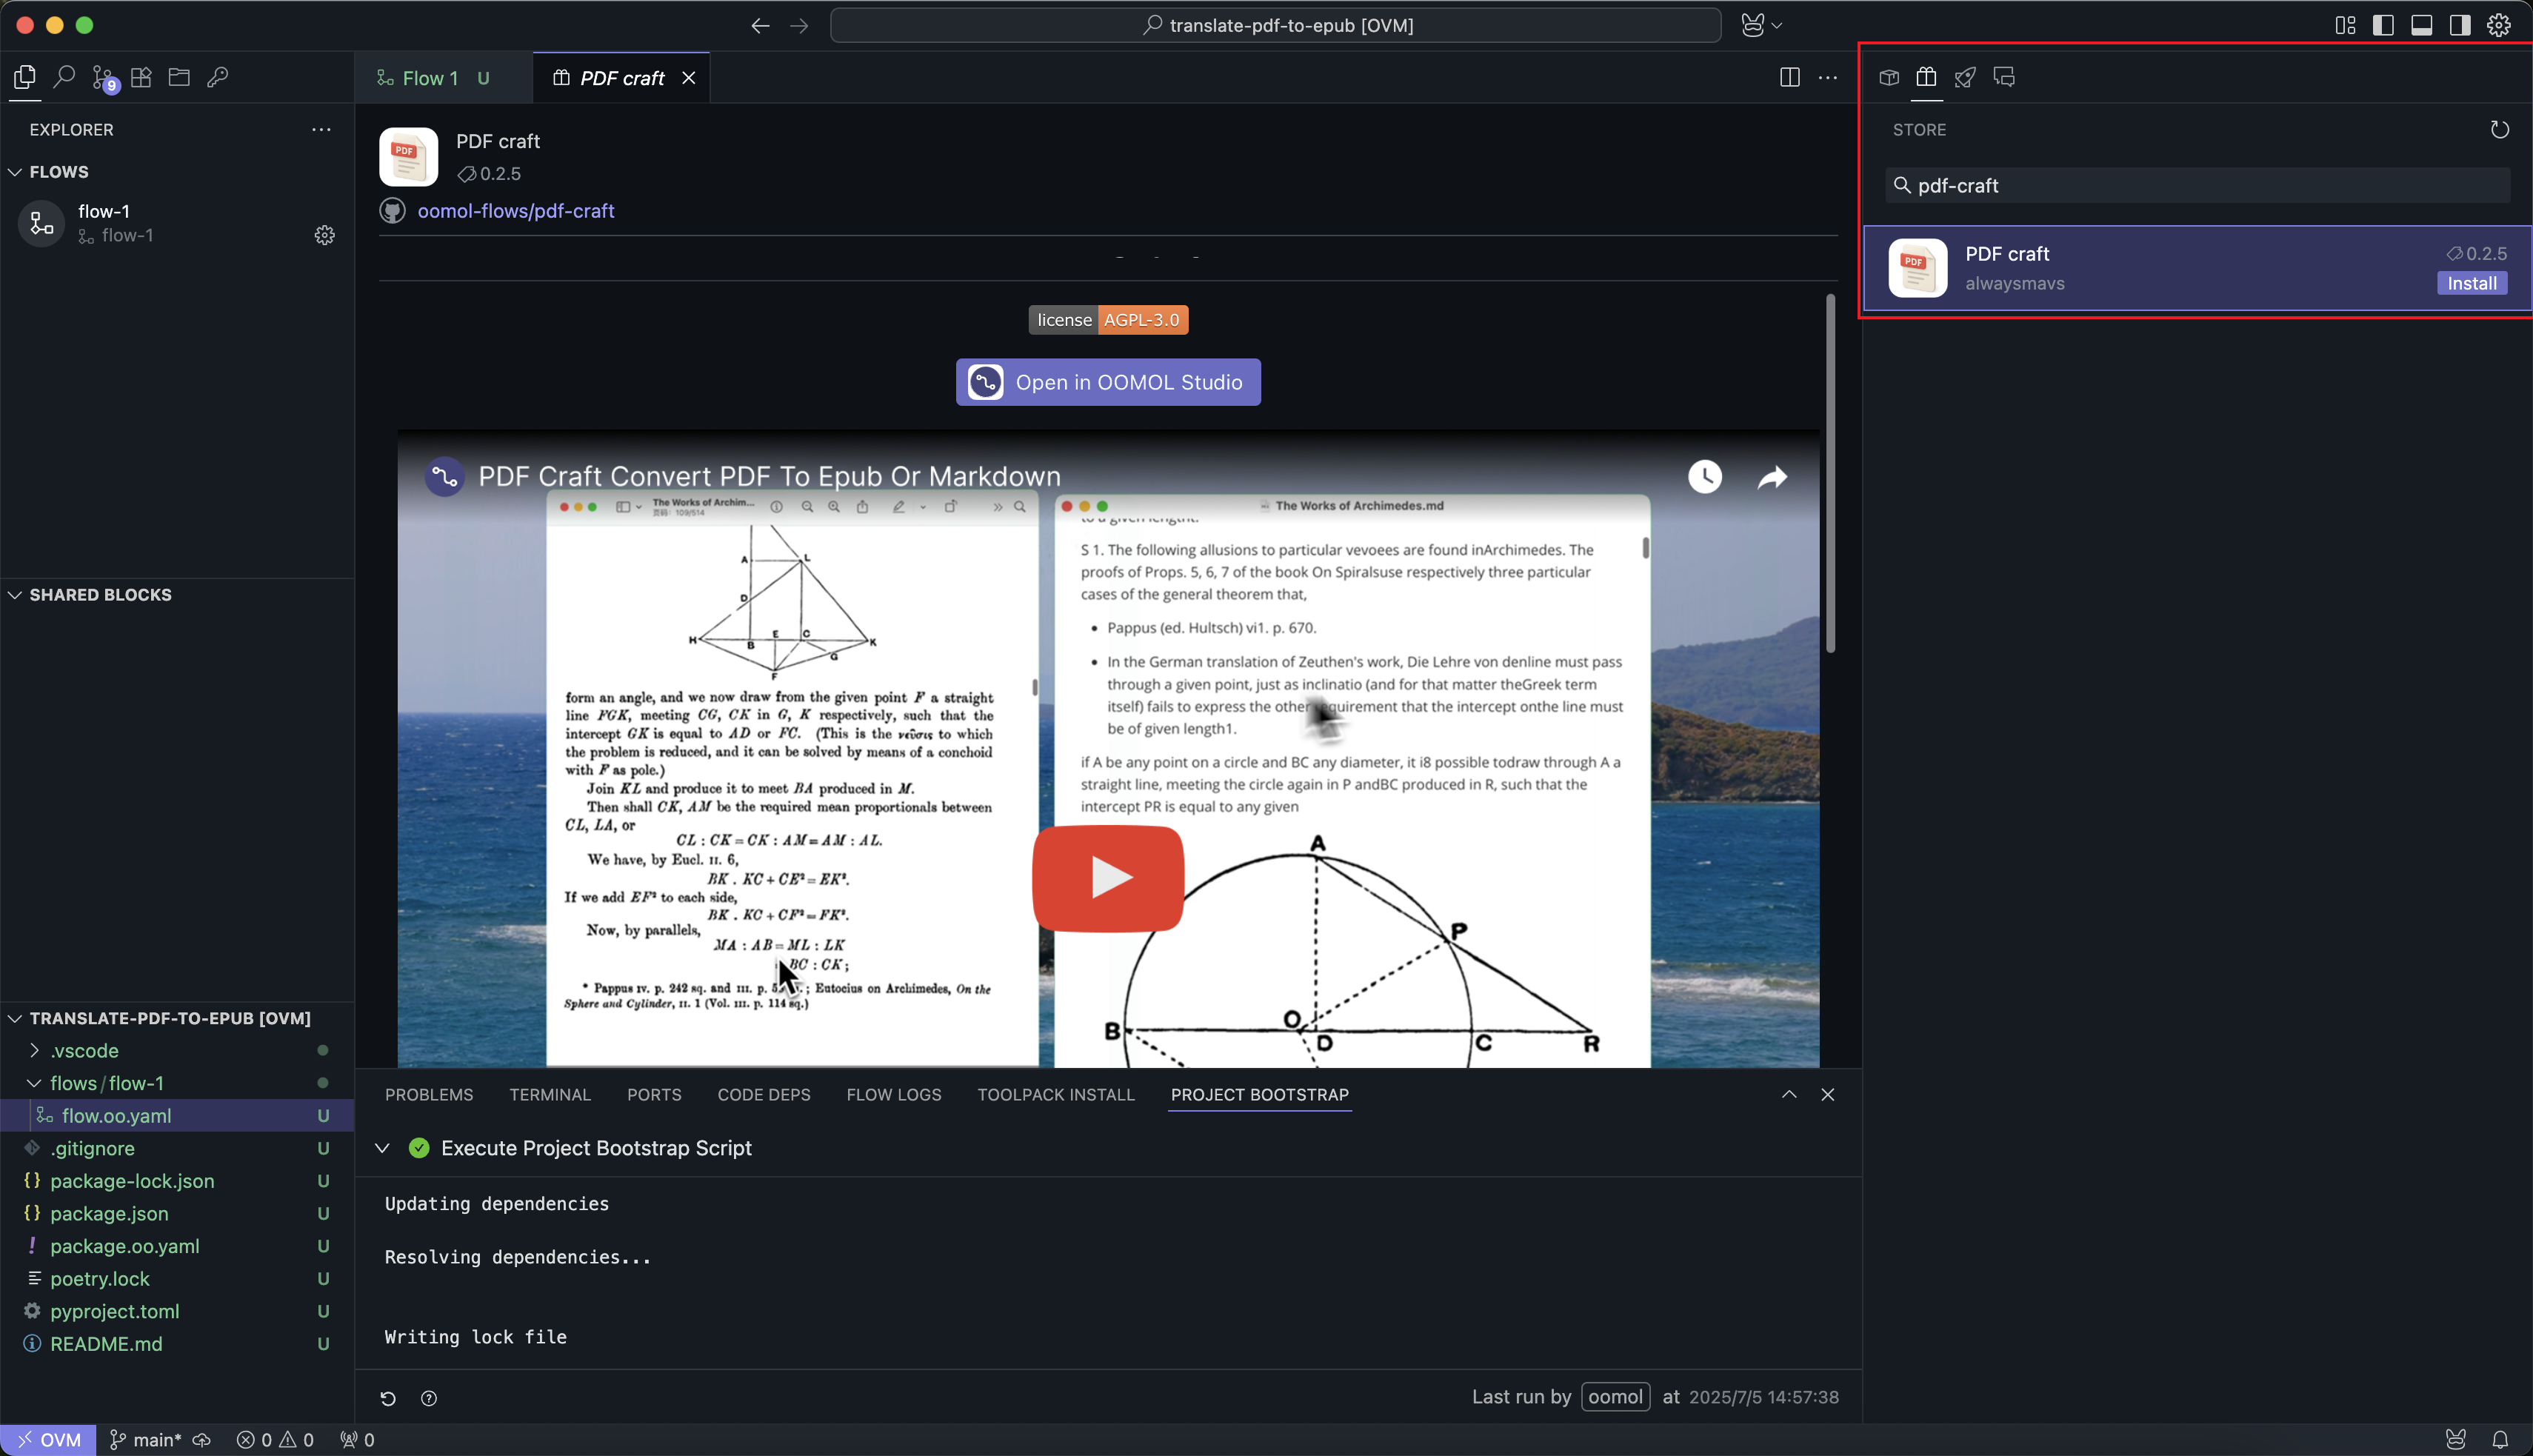 translate-pdf-to-epub [OVM]
9
Flow 1 U
PDF craft
EXPLORER
FLOWS
flow-1
flow-1
SHARED BLOCKS
TRANSLATE-PDF-TO-EPUB [OVM]
.vscode
flows/flow-1
flow.oo.yaml U
.gitignore U
package-lock.json U
package.json U
package.oo.yaml U
poetry.lock U
pyproject.toml U
README.md U
PDF
PDF craft
0.2.5
oomol-flows/pdf-craft
license AGPL-3.0
Open in OOMOL Studio
PDF Craft Convert PDF To Epub Or Markdown
The Works of Archim...
页码: 109/514
A L
D
H B E C K
G
F
form an angle, and we now draw from the given point F a straight
line FGK, meeting CG, CK in G, K respectively, such that the
intercept GK is equal to AD or FC. (This is the νεῦσις to which
the problem is reduced, and it can be solved by means of a conchoid
with F as pole.)
Join KL and produce it to meet BA produced in M.
Then shall CK, AM be the required mean proportionals between
CL, LA, or
CL : CK = CK : AM = AM : AL.
We have, by Eucl. II. 6,
BK . KC + CE² = EK².
If we add EF² to each side,
BK . KC + CF² = FK².
Now, by parallels,
MA : AB = ML : LK
BC : CK;
* Pappus IV. p. 242 sq. and III. p. ; Eutocius on Archimedes, On the
Sphere and Cylinder, II. 1 (Vol. III. p. 114 sq.)
The Works of Archimedes.md
to a given lengtht.
S 1. The following allusions to particular vevoees are found inArchimedes. The
proofs of Props. 5, 6, 7 of the book On Spiralsuse respectively three particular
cases of the general theorem that,
• Pappus (ed. Hultsch) vi1. p. 670.
• In the German translation of Zeuthen's work, Die Lehre von denline must pass
through a given point, just as inclinatio (and for that matter theGreek term
itself) fails to express the other requirement that the intercept onthe line must
be of given length1.
if A be any point on a circle and BC any diameter, it i8 possible todraw through A a
straight line, meeting the circle again in P andBC produced in R, such that the
intercept PR is equal to any given
A
P
B O D C R
PROBLEMS TERMINAL PORTS CODE DEPS FLOW LOGS TOOLPACK INSTALL PROJECT BOOTSTRAP
Execute Project Bootstrap Script
Updating dependencies
Resolving dependencies...
Writing lock file
Last run by oomol at 2025/7/5 14:57:38
STORE
pdf-craft
PDF
PDF craft 0.2.5
alwaysmavs Install
OVM main* 0 0 0